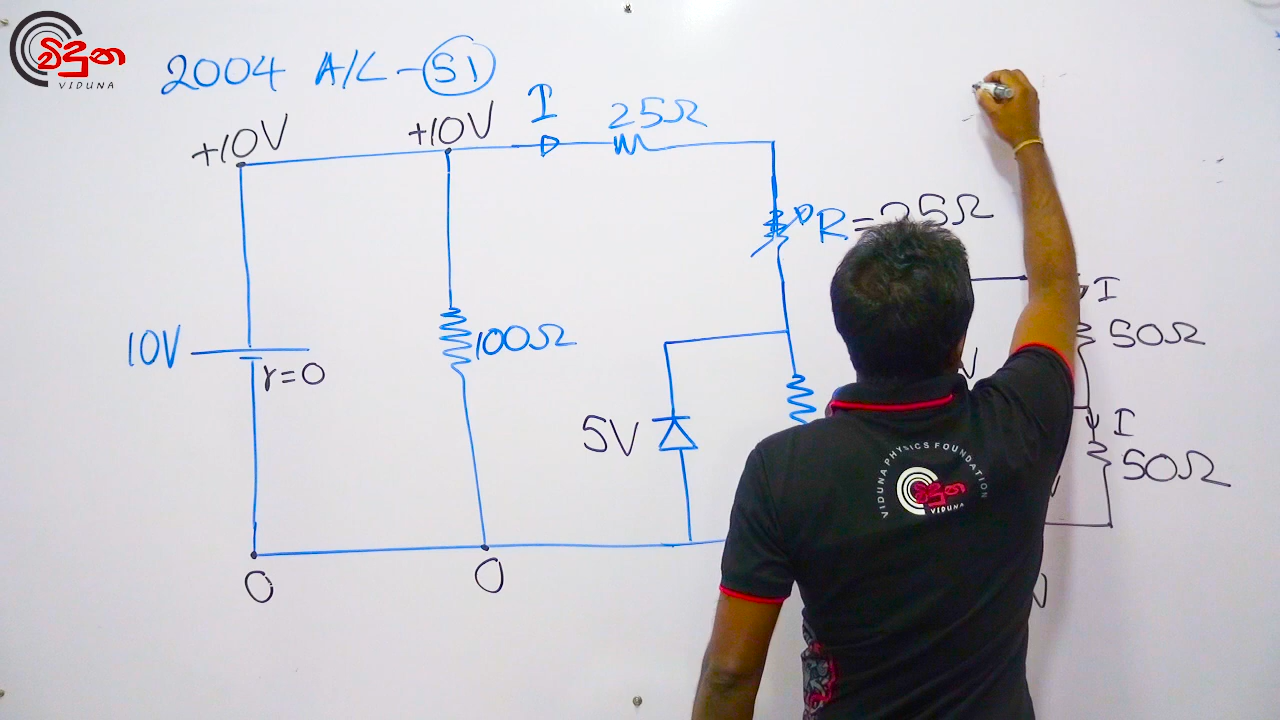 විදුන
VIDUNA
2004 A/L - 51
+10V
+10V
I
25Ω
R=25Ω
I
50Ω
10V
r=0
100Ω
5V
I
50Ω
VIDUNA PHYSICS FOUNDATION
විදුන
VIDUNA
0
0